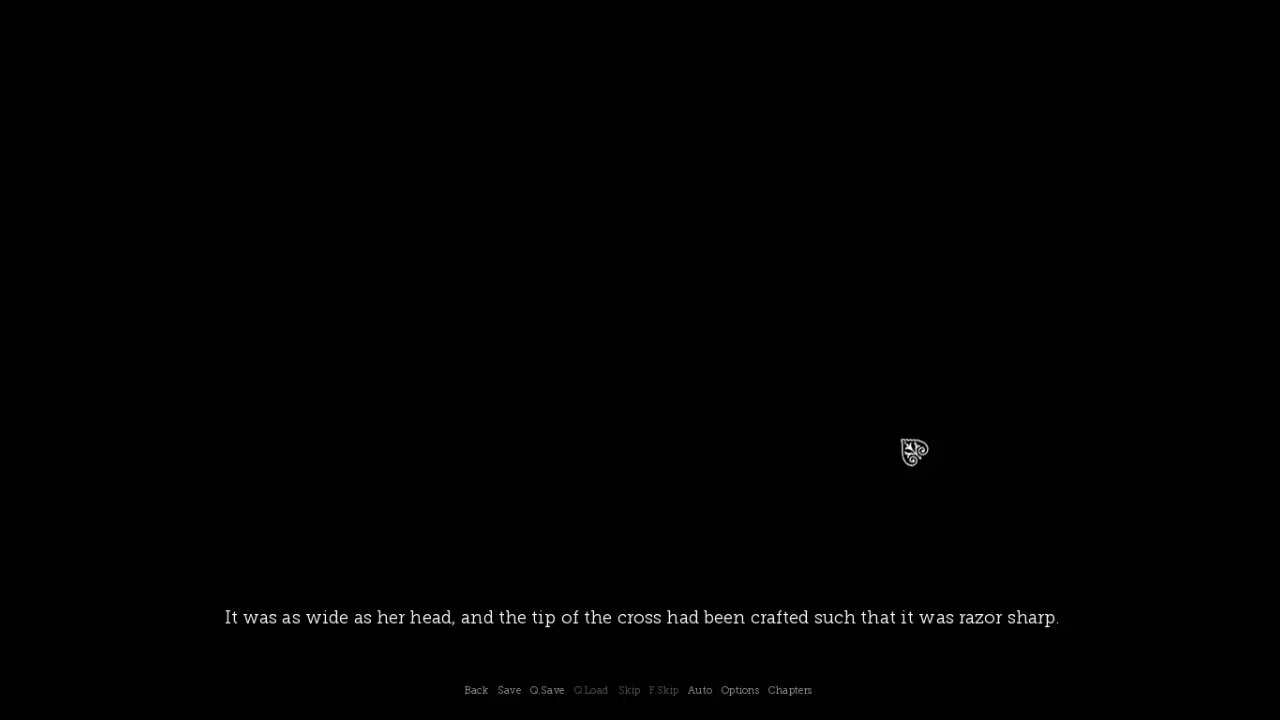 It was as wide as her head, and the tip of the cross had been crafted such that it was razor sharp.
Back Save Q.Save Q.Load Skip F.Skip Auto Options Chapters